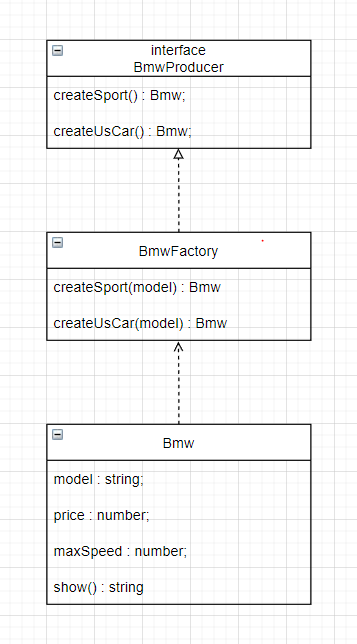 interface
BmwProducer
createSport() : Bmw;
createUsCar() : Bmw;
BmwFactory
createSport(model) : Bmw
createUsCar(model) : Bmw
Bmw
model : string;
price : number;
maxSpeed : number;
show() : string